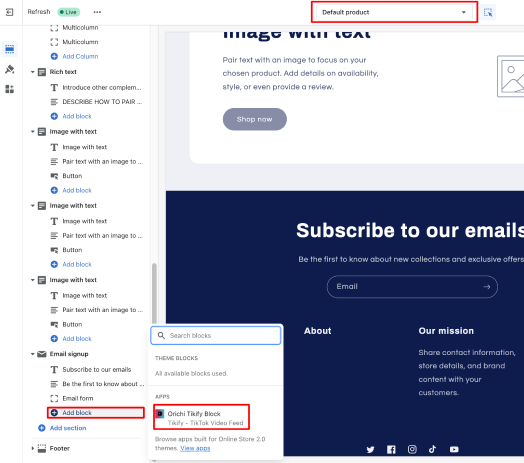 Refresh
Live
Default product
Multicolumn
Multicolumn
Add Column
Rich text
Introduce other complem...
DESCRIBE HOW TO PAIR ...
Add block
Image with text
Image with text
Pair text with an image to ...
Button
Add block
Image with text
Image with text
Pair text with an image to ...
Button
Add block
Image with text
Image with text
Pair text with an image to ...
Button
Add block
Email signup
Subscribe to our emails
Be the first to know about ...
Email form
Add block
Add section
Footer
Search blocks
THEME BLOCKS
All available blocks used.
APPS
Orichi Tikify Block
Tikify - TikTok Video Feed
Browse apps built for Online Store 2.0
themes. View apps
Image with text
Pair text with an image to focus on your
chosen product. Add details on availability,
style, or even provide a review.
Shop now
Subscribe to our emails
Be the first to know about new collections and exclusive offers
Email
About
Our mission
Share contact information,
store details, and brand
content with your
customers.